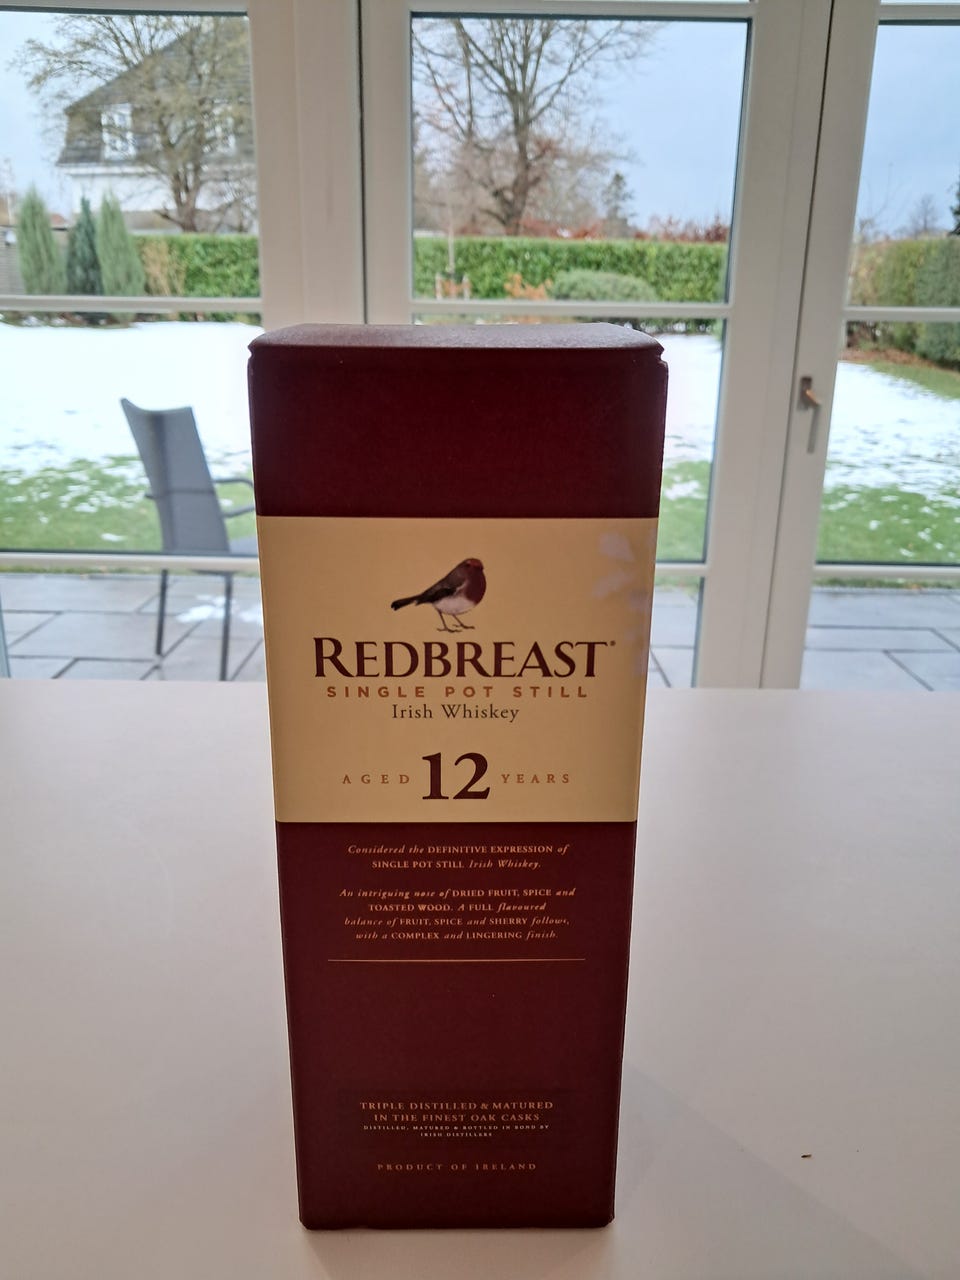 REDBREAST®
SINGLE POT STILL
Irish Whiskey
AGED 12 YEARS
Considered the DEFINITIVE EXPRESSION of
SINGLE POT STILL Irish Whiskey.
An intriguing nose of DRIED FRUIT, SPICE and
TOASTED WOOD. A FULL flavoured
balance of FRUIT, SPICE and SHERRY follows,
with a COMPLEX and LINGERING finish.
TRIPLE DISTILLED & MATURED
IN THE FINEST OAK CASKS
DISTILLED, MATURED & BOTTLED IN BOND BY
IRISH DISTILLERS
PRODUCT OF IRELAND